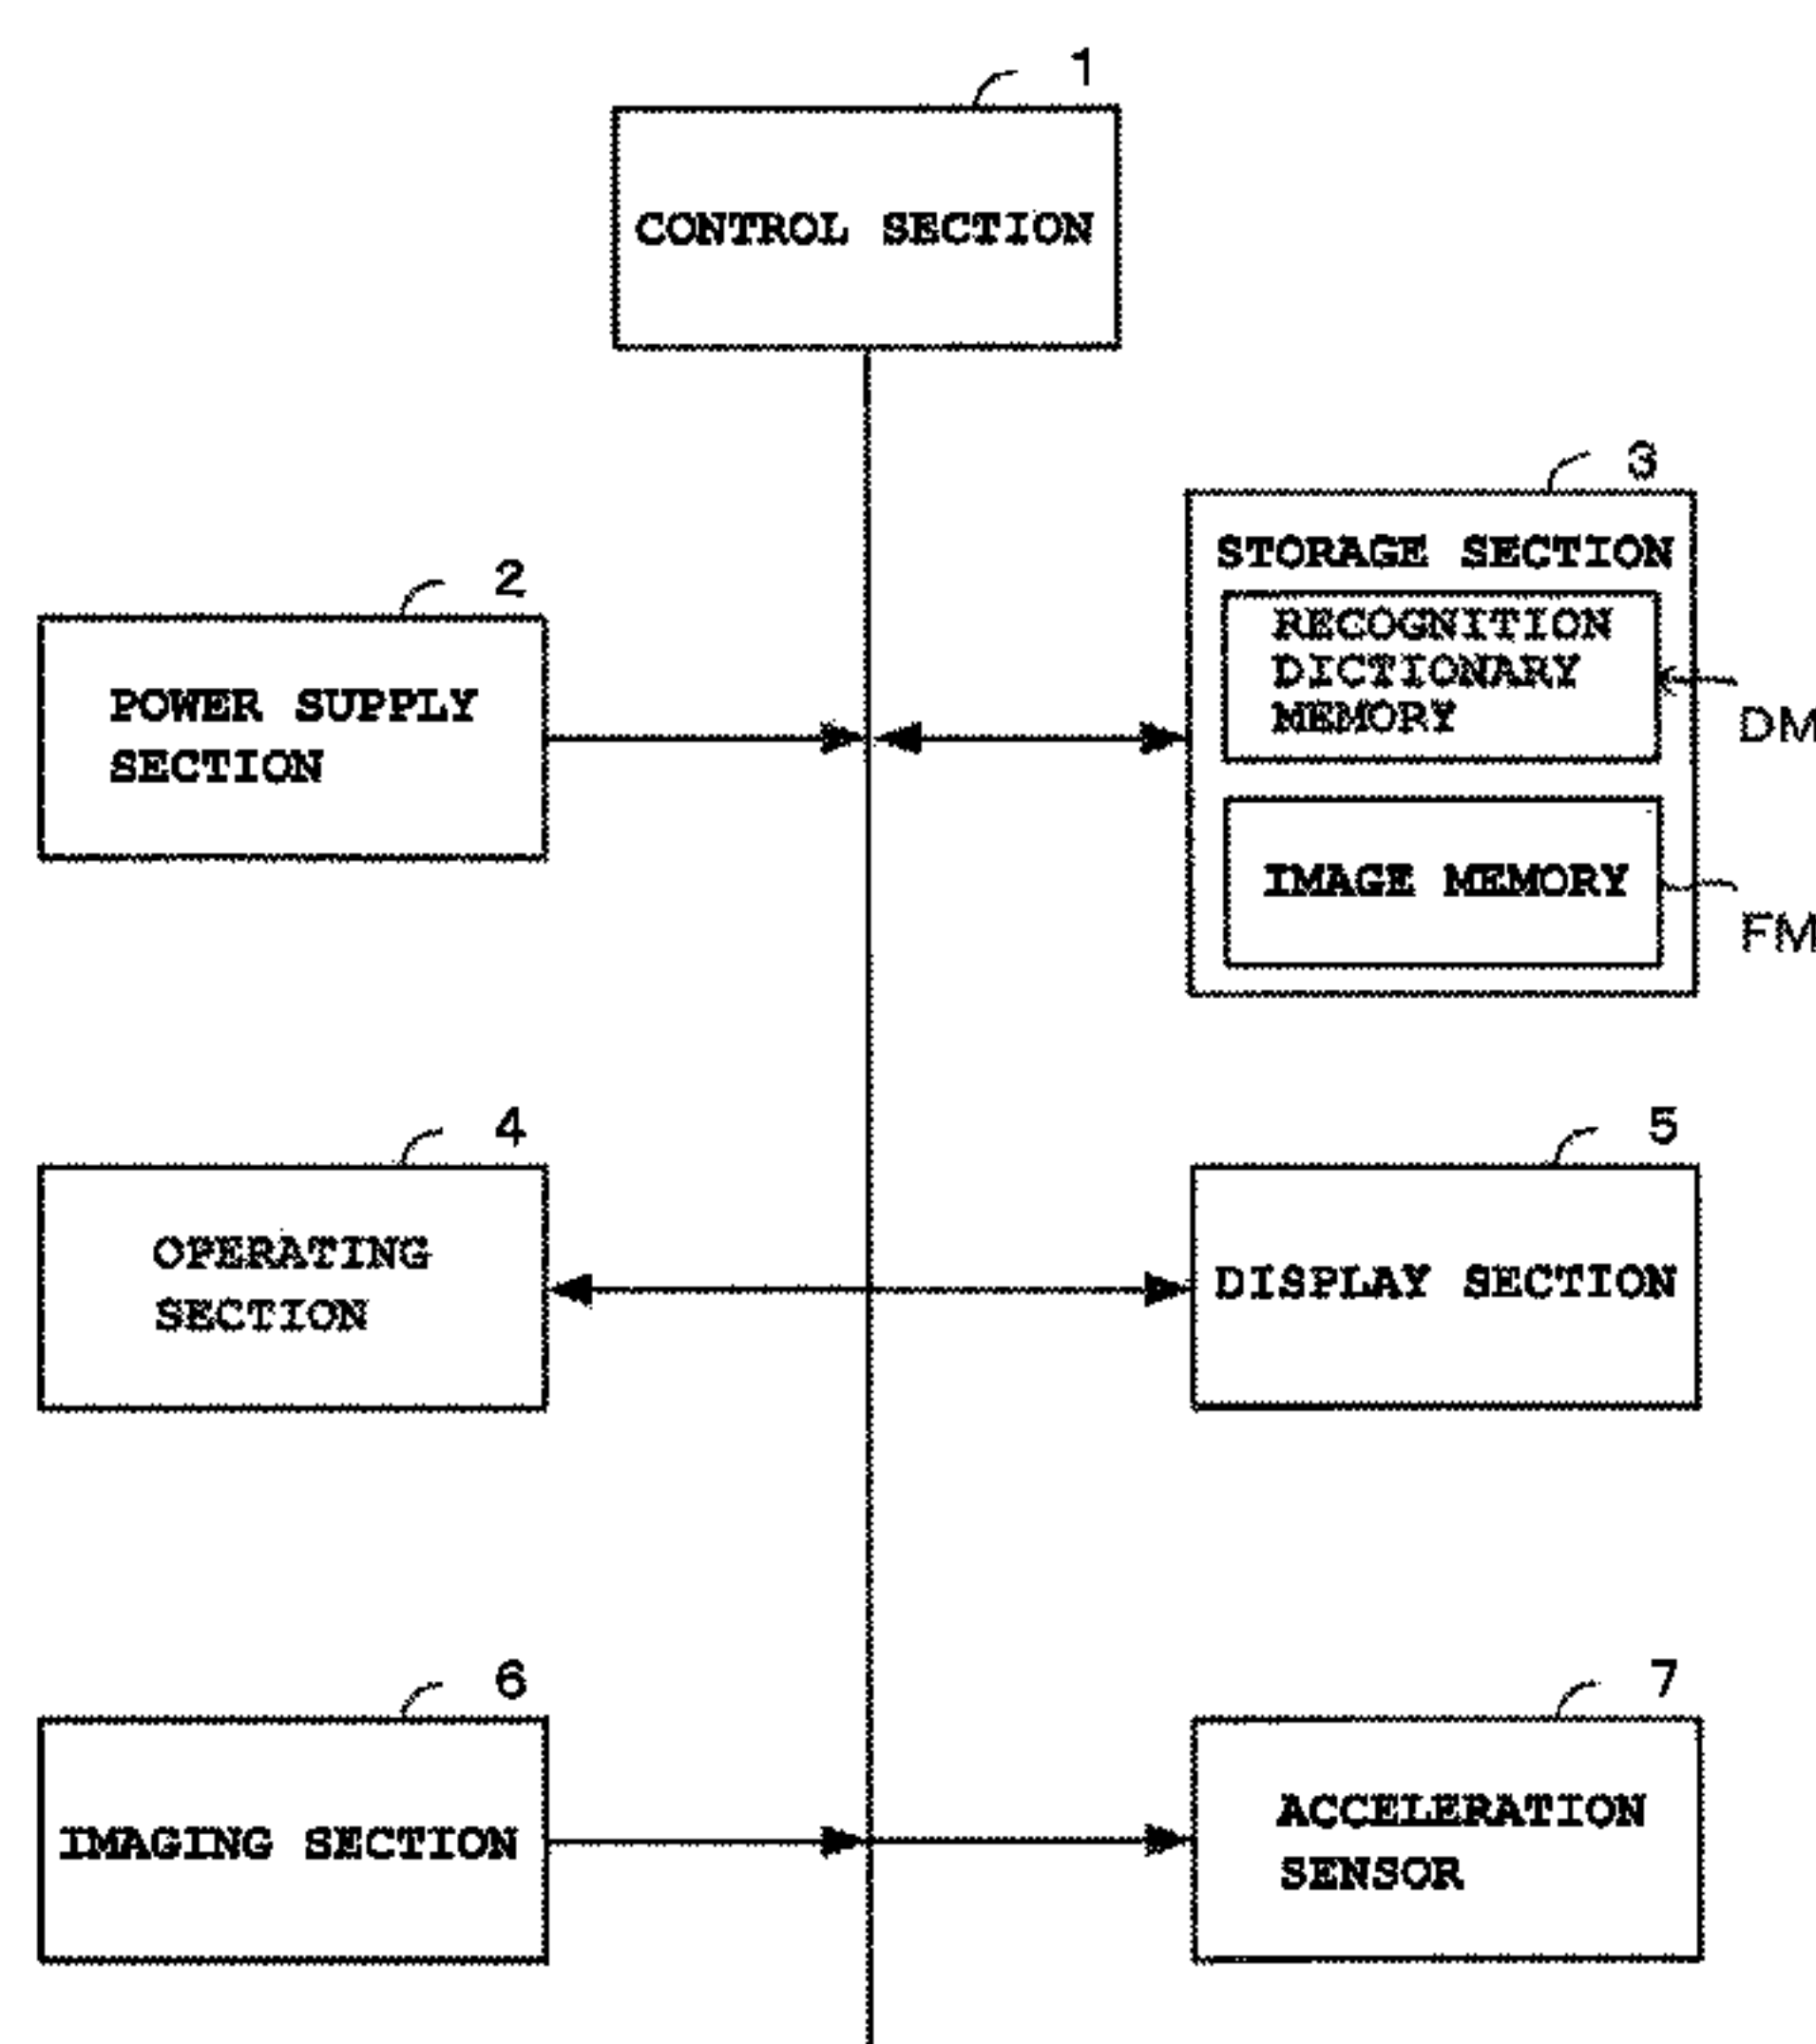 1
CONTROL SECTION
3
STORAGE SECTION
RECOGNITION
DICTIONARY
MEMORY
DM
IMAGE MEMORY
FM
2
POWER SUPPLY
SECTION
4
OPERATING
SECTION
5
DISPLAY SECTION
6
IMAGING SECTION
7
ACCELERATION
SENSOR